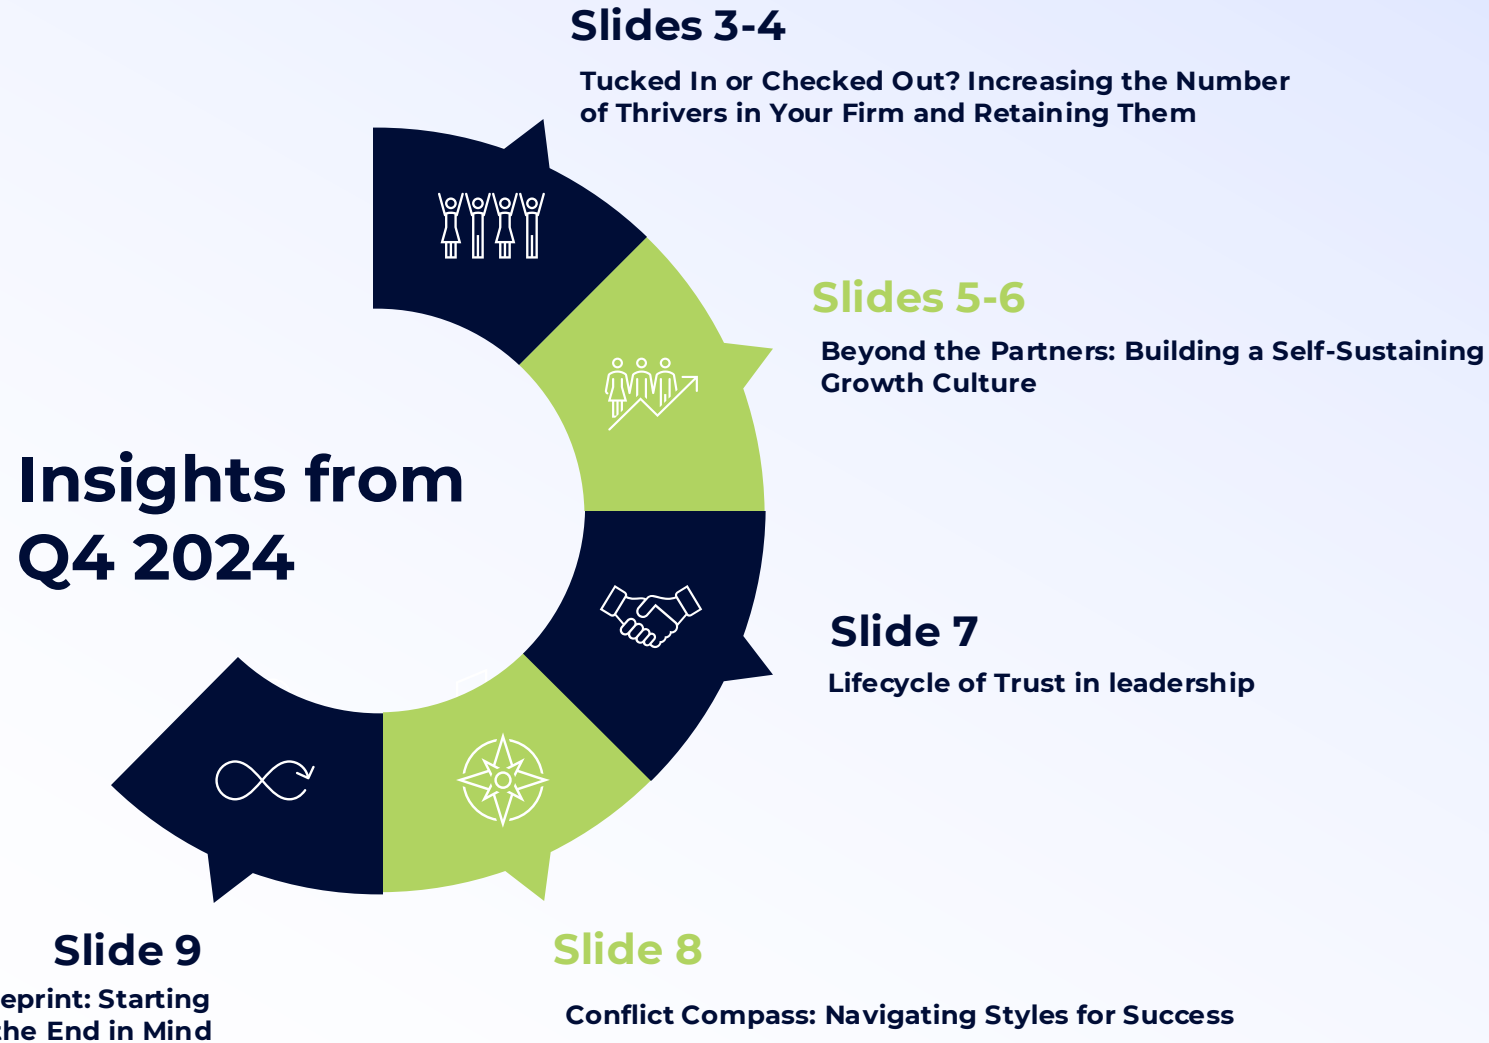 Slides 3-4
Tucked In or Checked Out? Increasing the Number
of Thrivers in Your Firm and Retaining Them
Slides 5-6
Beyond the Partners: Building a Self-Sustaining
Growth Culture
Insights from
Q4 2024
Slide 7
Lifecycle of Trust in leadership
Slide 9
eprint: Starting
the End in Mind
Slide 8
Conflict Compass: Navigating Styles for Success